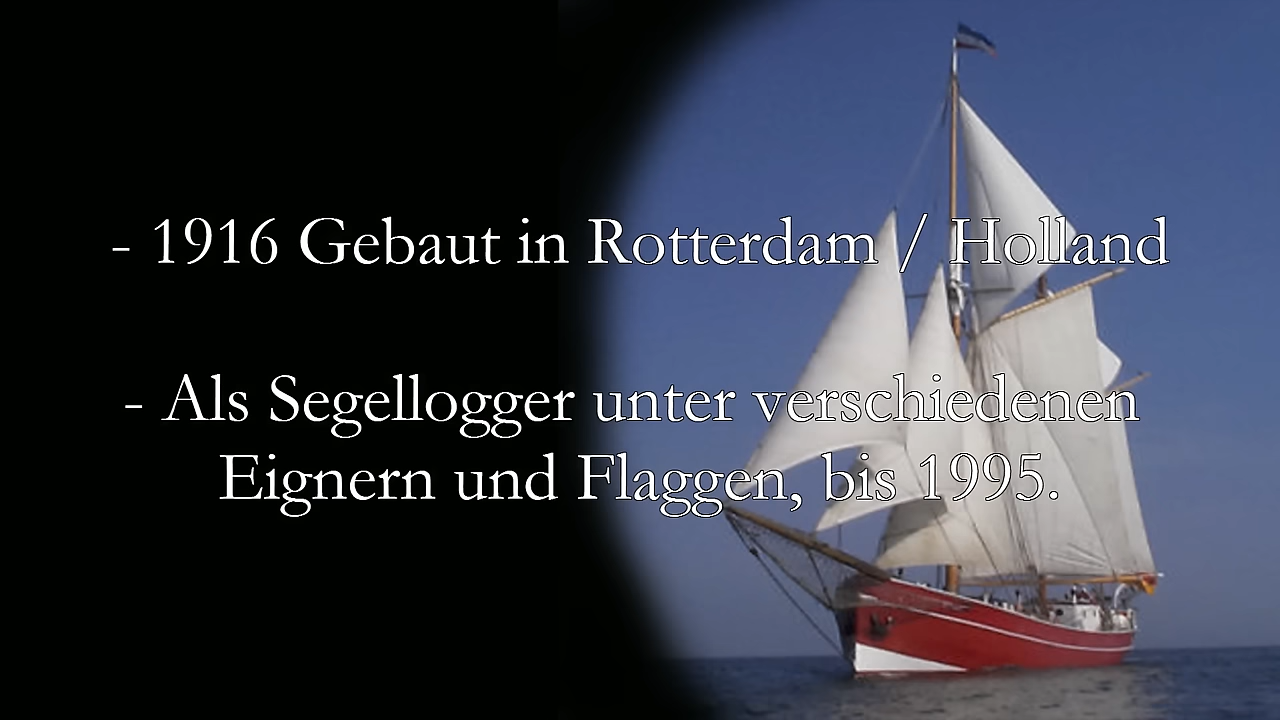 - 1916 Gebaut in Rotterdam / Holland
- Als Segellogger unter verschiedenen
Eignern und Flaggen, bis 1995.